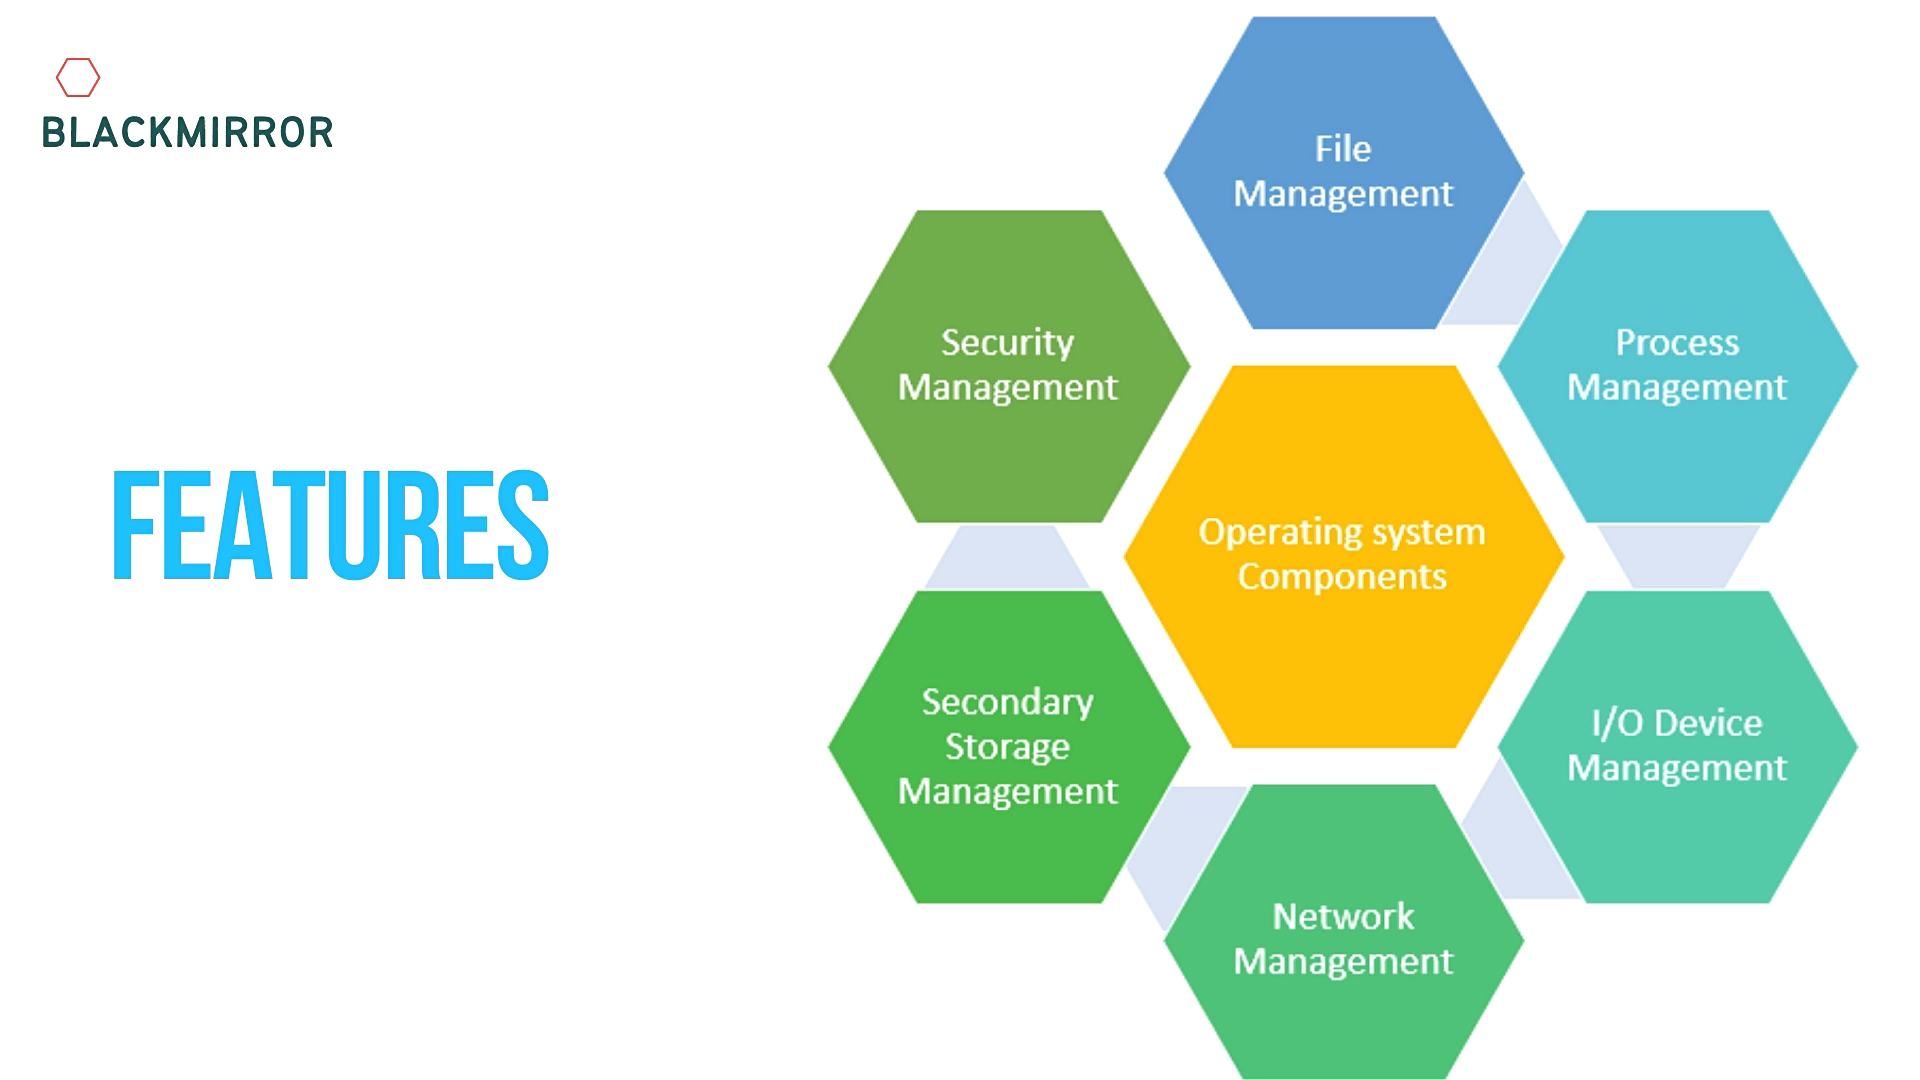 BLACKMIRROR
FEATURES
File
Management
Security
Management
Process
Management
Operating system
Components
Secondary
Storage
Management
I/O Device
Management
Network
Management